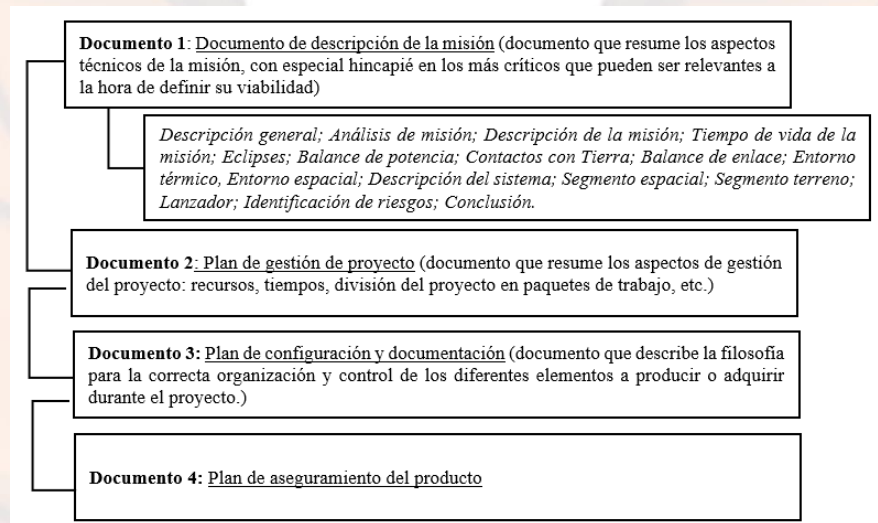 Documento 1: Documento de descripción de la misión (documento que resume los aspectos
técnicos de la misión, con especial hincapié en los más críticos que pueden ser relevantes a
la hora de definir su viabilidad)
Descripción general; Análisis de misión; Descripción de la misión; Tiempo de vida de la
misión; Eclipses; Balance de potencia; Contactos con Tierra; Balance de enlace; Entorno
térmico, Entorno espacial; Descripción del sistema; Segmento espacial; Segmento terreno;
Lanzador; Identificación de riesgos; Conclusión.
Documento 2: Plan de gestión de proyecto (documento que resume los aspectos de gestión
del proyecto: recursos, tiempos, división del proyecto en paquetes de trabajo, etc.)
Documento 3: Plan de configuración y documentación (documento que describe la filosofía
para la correcta organización y control de los diferentes elementos a producir o adquirir
durante el proyecto.)
Documento 4: Plan de aseguramiento del producto